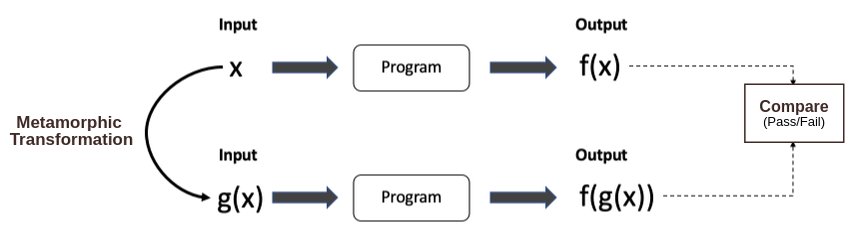 Input
Output
x
Program
f(x)
Compare
(Pass/Fail)
Metamorphic
Transformation
Input
Output
g(x)
Program
f(g(x))